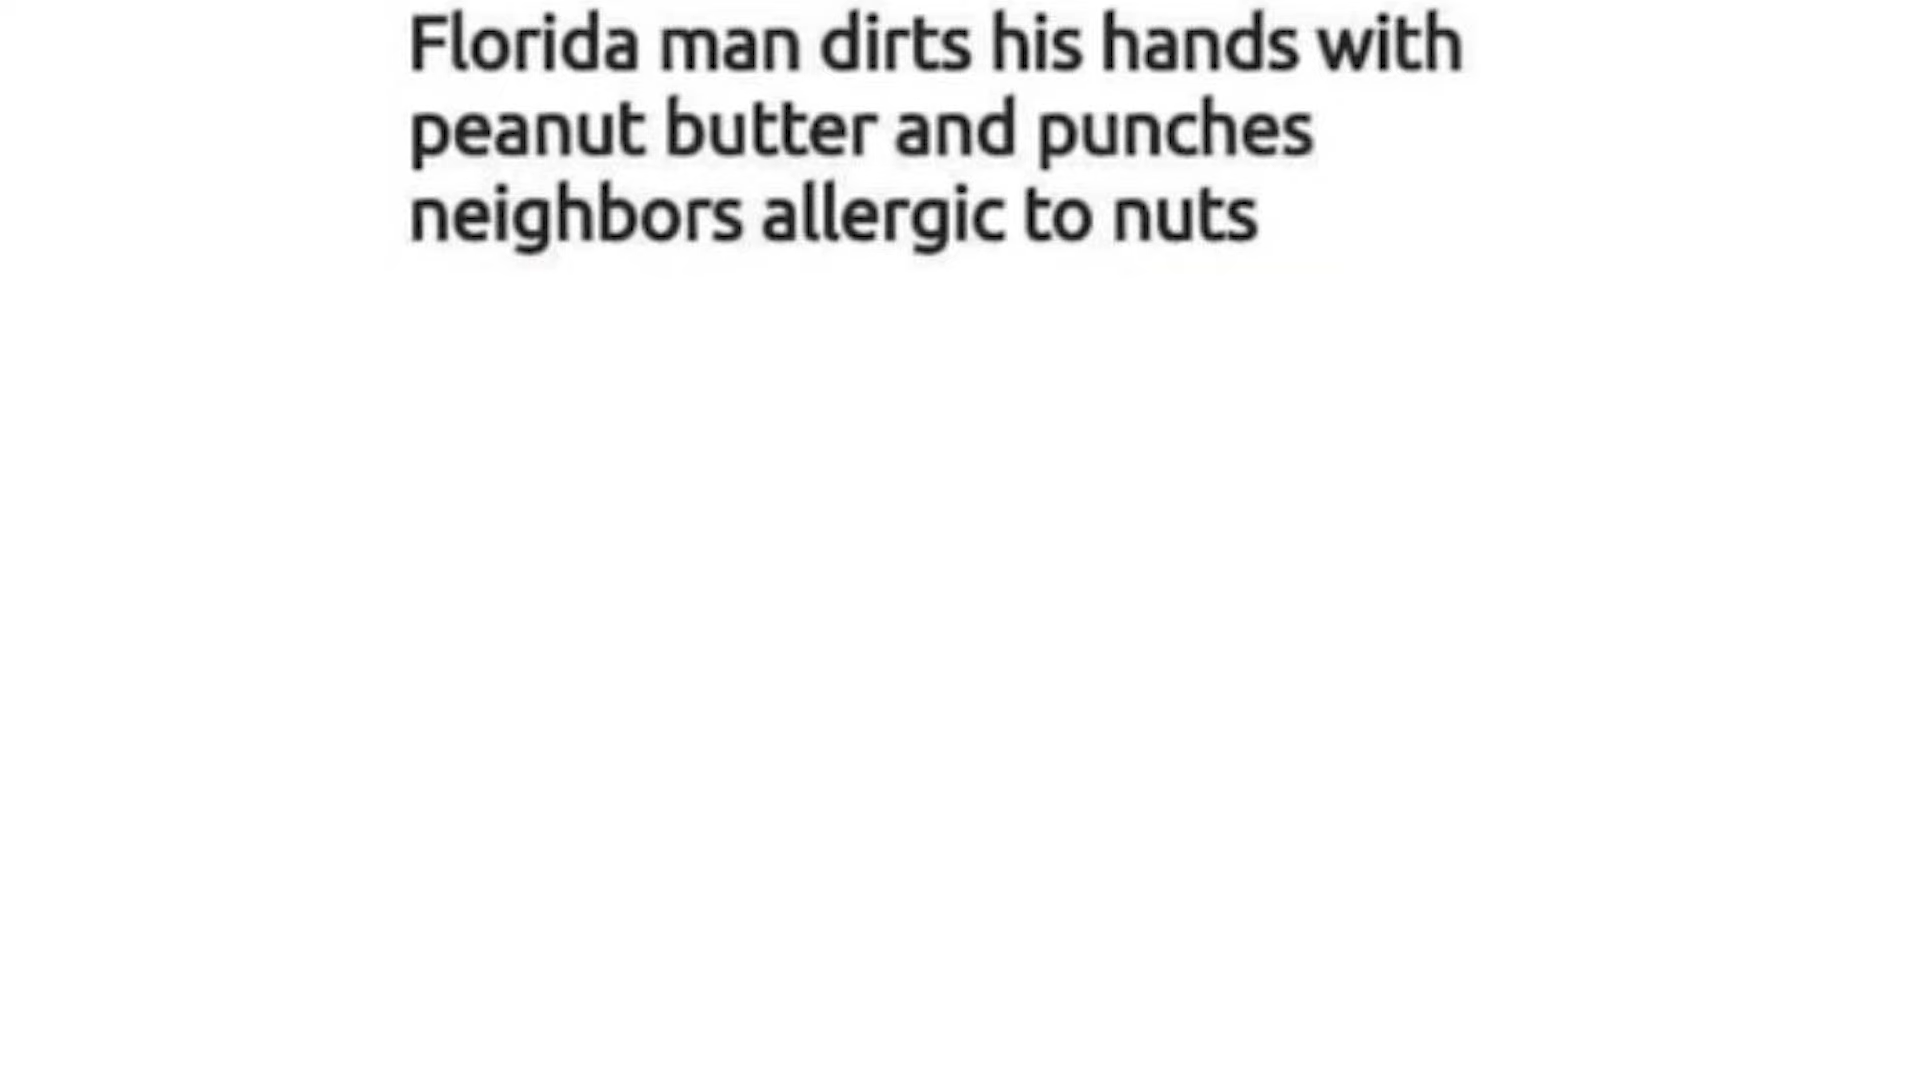 Florida man dirts his hands with
peanut butter and punches
neighbors allergic to nuts